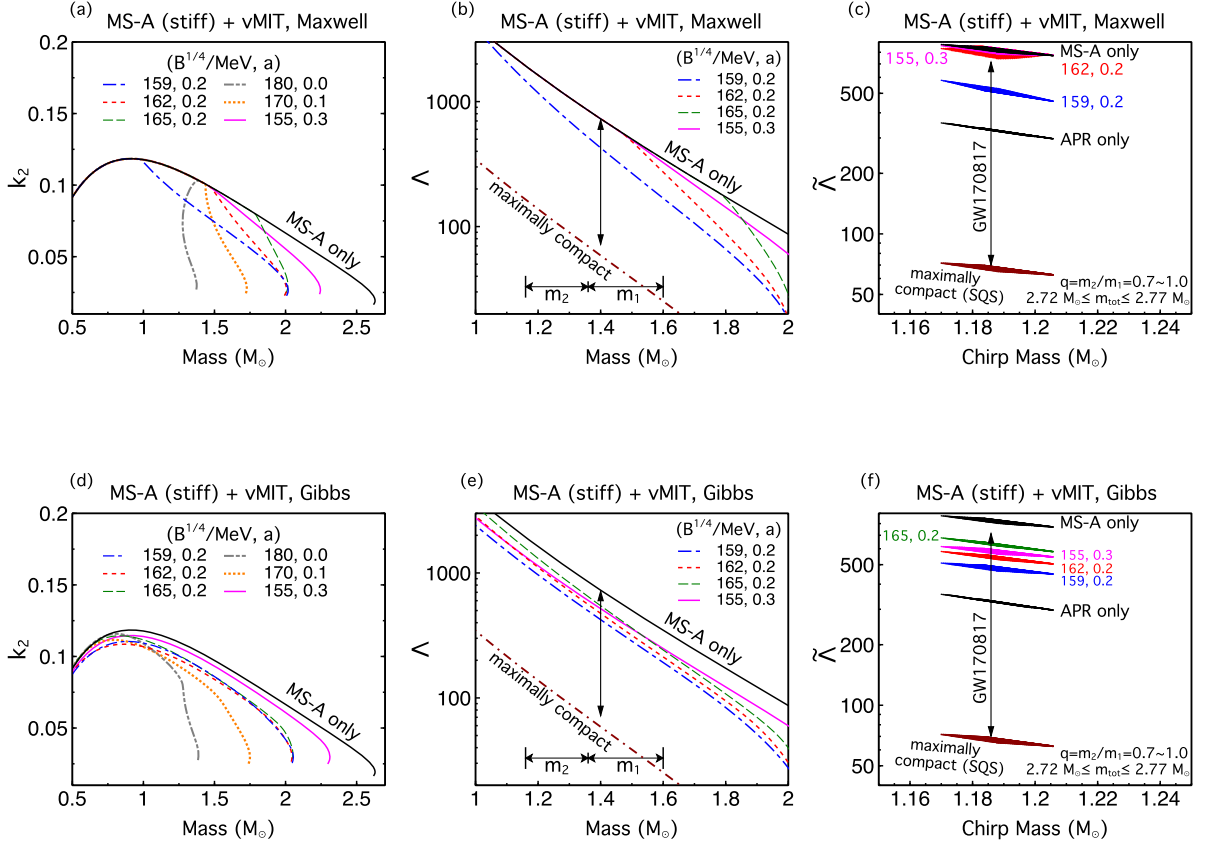 (a)
MS-A (stiff) + vMIT, Maxwell
(B^1/4/MeV, a)
159, 0.2
162, 0.2
165, 0.2
180, 0.0
170, 0.1
155, 0.3
MS-A only
k₂
0.2
0.15
0.1
0.05
0.5
1
1.5
2
2.5
Mass (M☉)
(b)
MS-A (stiff) + vMIT, Maxwell
(B^1/4/MeV, a)
159, 0.2
162, 0.2
165, 0.2
155, 0.3
MS-A only
maximally compact
m₂
m₁
Λ
1000
100
1
1.2
1.4
1.6
1.8
2
Mass (M☉)
(c)
MS-A (stiff) + vMIT, Maxwell
MS-A only
155, 0.3
162, 0.2
159, 0.2
APR only
GW170817
maximally
compact (SQS)
q=m₂/m₁=0.7~1.0
2.72 M☉≤ mtot≤ 2.77 M☉
Λ̃
500
200
100
50
1.16
1.18
1.20
1.22
1.24
Chirp Mass (M☉)
(d)
MS-A (stiff) + vMIT, Gibbs
(B^1/4/MeV, a)
159, 0.2
162, 0.2
165, 0.2
180, 0.0
170, 0.1
155, 0.3
MS-A only
k₂
0.2
0.15
0.1
0.05
0.5
1
1.5
2
2.5
Mass (M☉)
(e)
MS-A (stiff) + vMIT, Gibbs
(B^1/4/MeV, a)
159, 0.2
162, 0.2
165, 0.2
155, 0.3
MS-A only
maximally compact
m₂
m₁
Λ
1000
100
1
1.2
1.4
1.6
1.8
2
Mass (M☉)
(f)
MS-A (stiff) + vMIT, Gibbs
MS-A only
165, 0.2
155, 0.3
162, 0.2
159, 0.2
APR only
GW170817
maximally
compact (SQS)
q=m₂/m₁=0.7~1.0
2.72 M☉≤ mtot≤ 2.77 M☉
Λ̃
500
200
100
50
1.16
1.18
1.20
1.22
1.24
Chirp Mass (M☉)